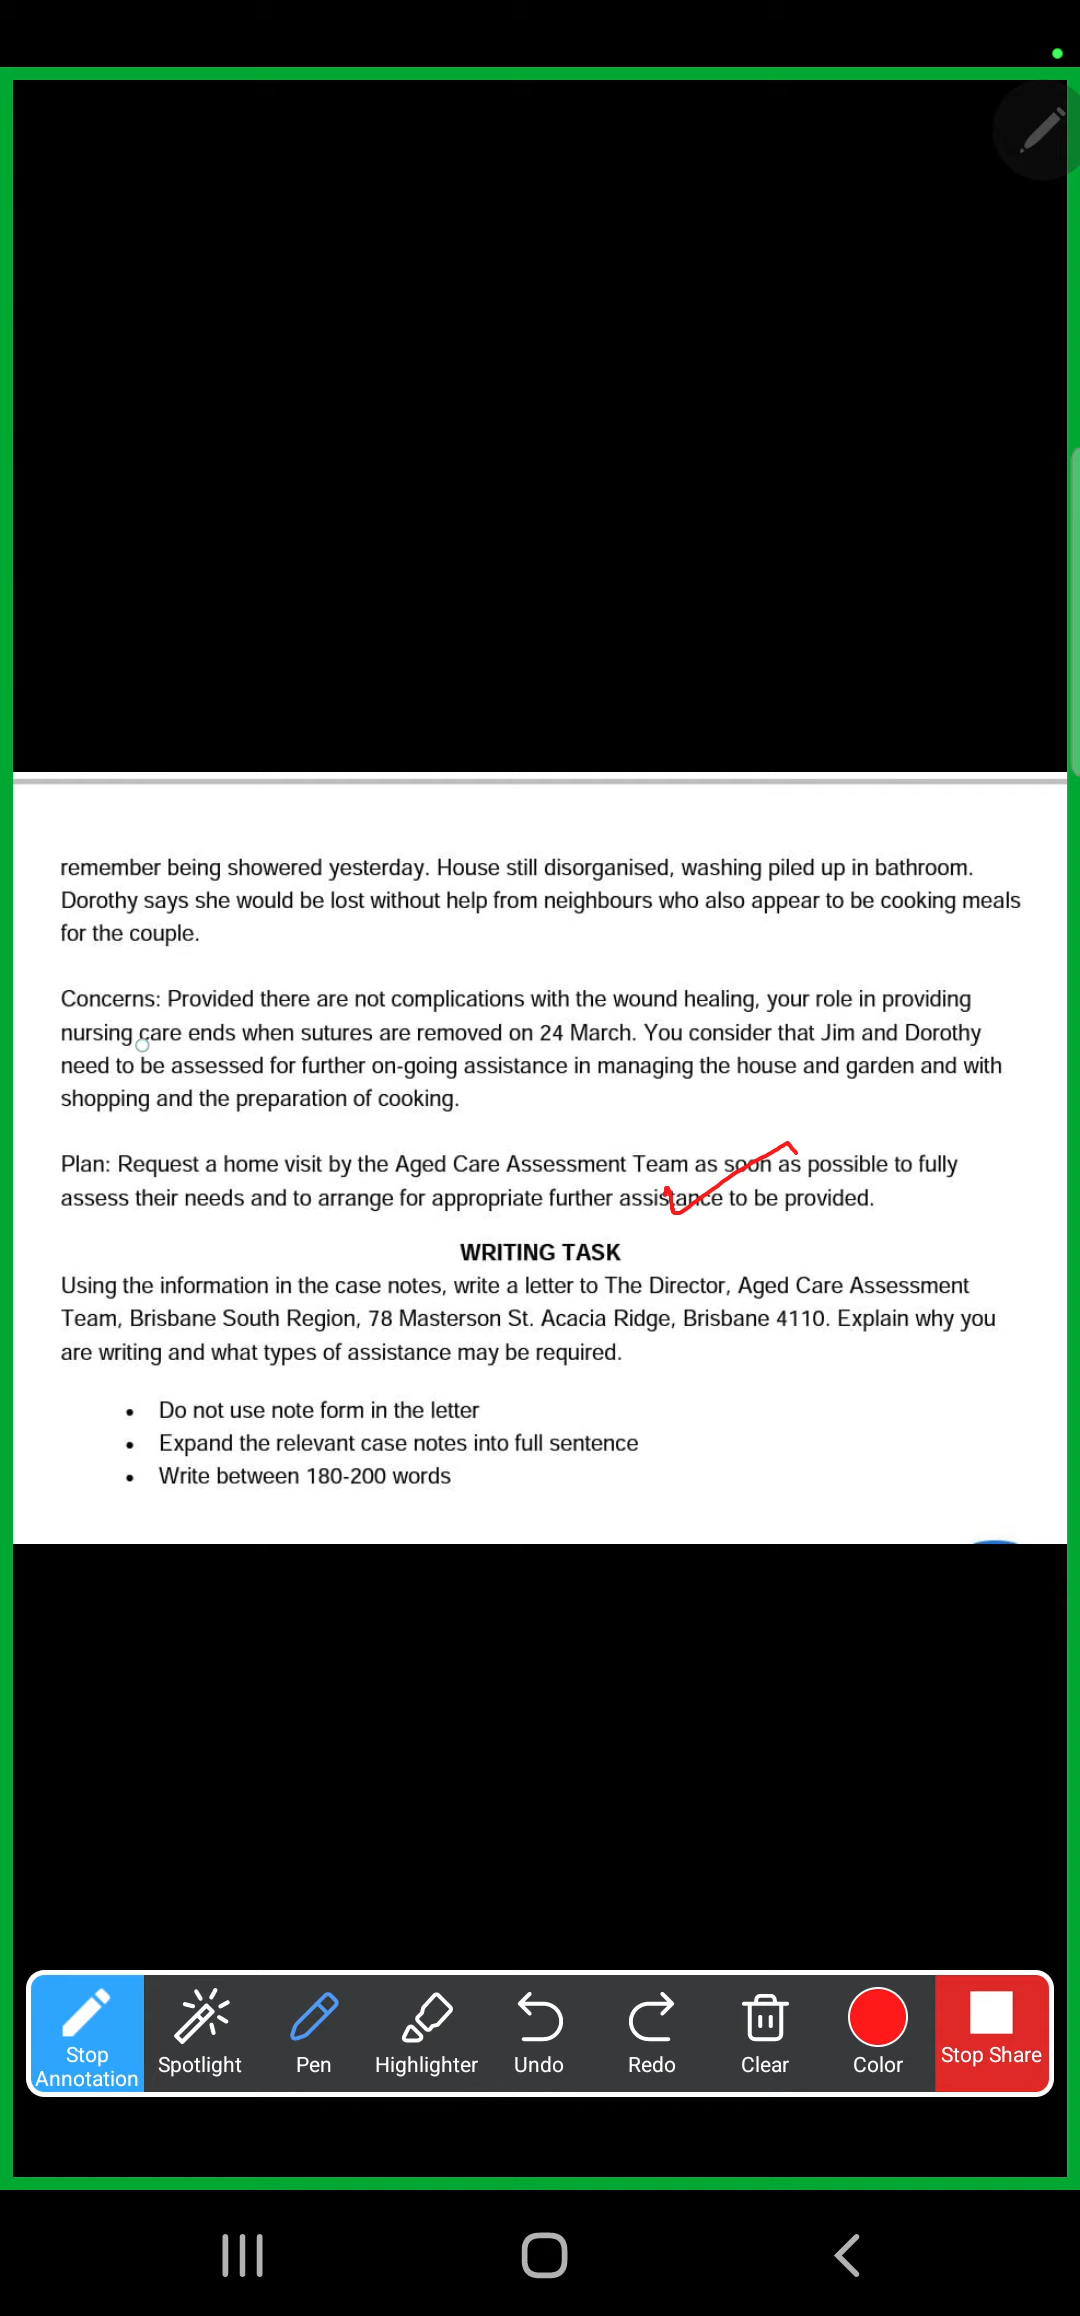 remember being showered yesterday. House still disorganised, washing piled up in bathroom.
Dorothy says she would be lost without help from neighbours who also appear to be cooking meals
for the couple.
Concerns: Provided there are not complications with the wound healing, your role in providing
nursing care ends when sutures are removed on 24 March. You consider that Jim and Dorothy
need to be assessed for further on-going assistance in managing the house and garden and with
shopping and the preparation of cooking.
Plan: Request a home visit by the Aged Care Assessment Team as soon as possible to fully
assess their needs and to arrange for appropriate further assistance to be provided.
WRITING TASK
Using the information in the case notes, write a letter to The Director, Aged Care Assessment
Team, Brisbane South Region, 78 Masterson St. Acacia Ridge, Brisbane 4110. Explain why you
are writing and what types of assistance may be required.
• Do not use note form in the letter
• Expand the relevant case notes into full sentence
• Write between 180-200 words
Stop Annotation
Spotlight
Pen
Highlighter
Undo
Redo
Clear
Color
Stop Share